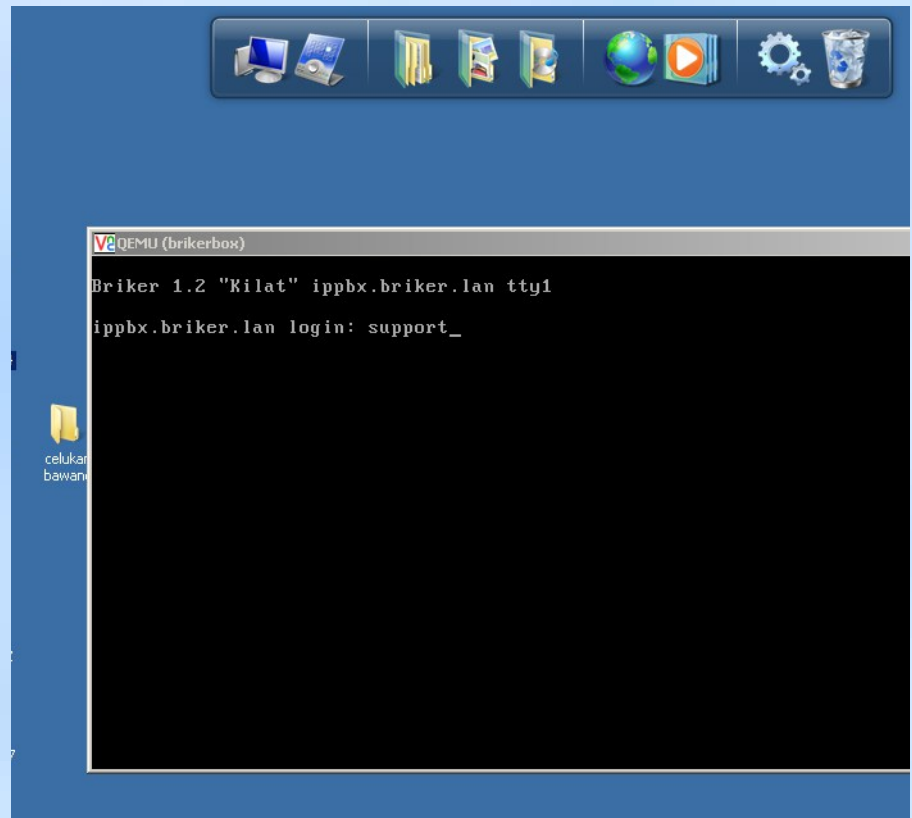 QEMU (brikerbox)
Briker 1.2 "Kilat" ippbx.briker.lan tty1
ippbx.briker.lan login: support_